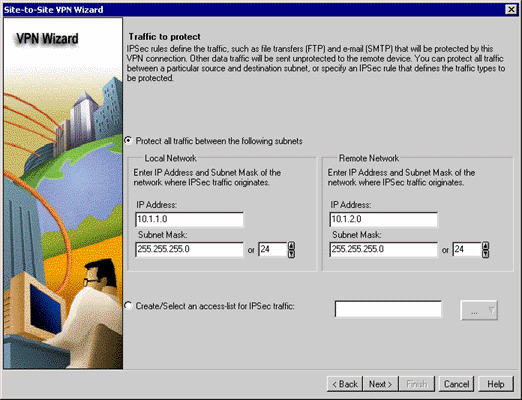 Site-to-Site VPN Wizard
VPN Wizard
Traffic to protect
IPSec rules define the traffic, such as file transfers (FTP) and e-mail (SMTP) that will be protected by this
VPN connection. Other data traffic will be sent unprotected to the remote device. You can protect all traffic
between a particular source and destination subnet, or specify an IPSec rule that defines the traffic types to
be protected.
Protect all traffic between the following subnets
Local Network
Enter IP Address and Subnet Mask of the
network where IPSec traffic originates.
IP Address:
10.1.1.0
Subnet Mask:
255.255.255.0 or 24
Remote Network
Enter IP Address and Subnet Mask of the
network where IPSec traffic originates.
IP Address:
10.1.2.0
Subnet Mask:
255.255.255.0 or 24
Create/Select an access-list for IPSec traffic:
...
< Back Next > Finish Cancel Help